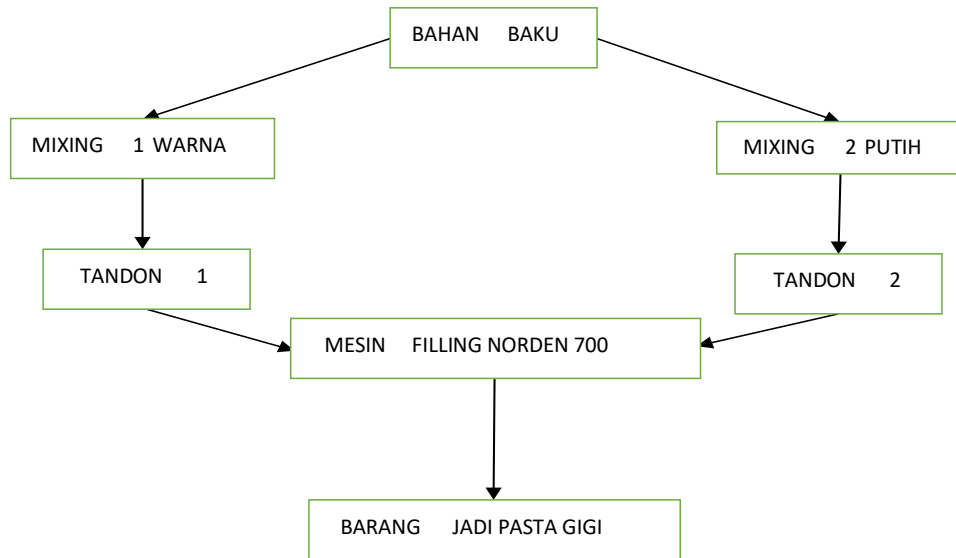 BAHAN BAKU
MIXING 1 WARNA
MIXING 2 PUTIH
TANDON 1
TANDON 2
MESIN FILLING NORDEN 700
BARANG JADI PASTA GIGI